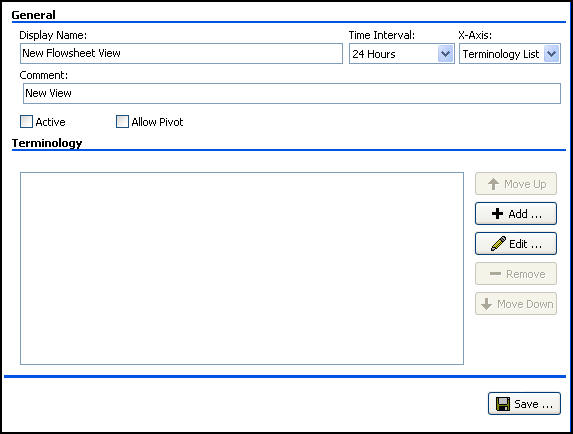 General
Display Name: Time Interval: X-Axis:
New Flowsheet View 24 Hours Terminology List
Comment:
New View
Active Allow Pivot
Terminology
Move Up
Add ...
Edit ...
Remove
Move Down
Save ...